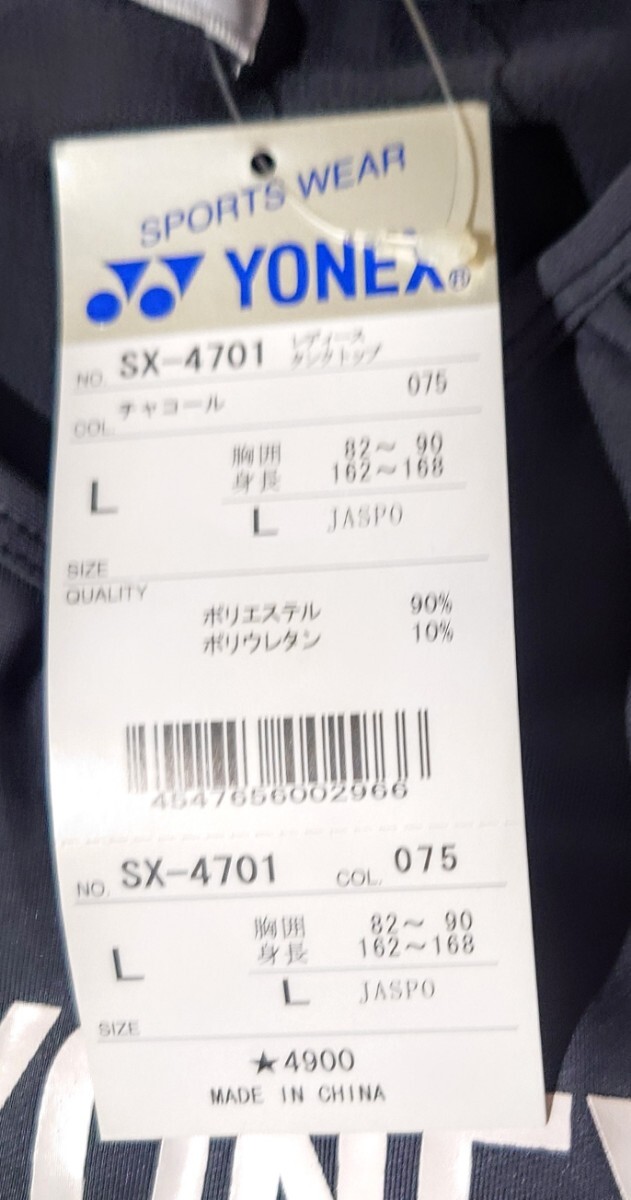 SPORTS WEAR
YONEX®
NO. SX-4701 レディース
タンクトップ
COL. チャコール 075
L 胸囲 82～ 90
身長 162～168
L JASPO
SIZE
QUALITY
ポリエステル 90%
ポリウレタン 10%
4547656002966
NO. SX-4701 COL. 075
L 胸囲 82～ 90
身長 162～168
L JASPO
SIZE
★4900
MADE IN CHINA
YONEX